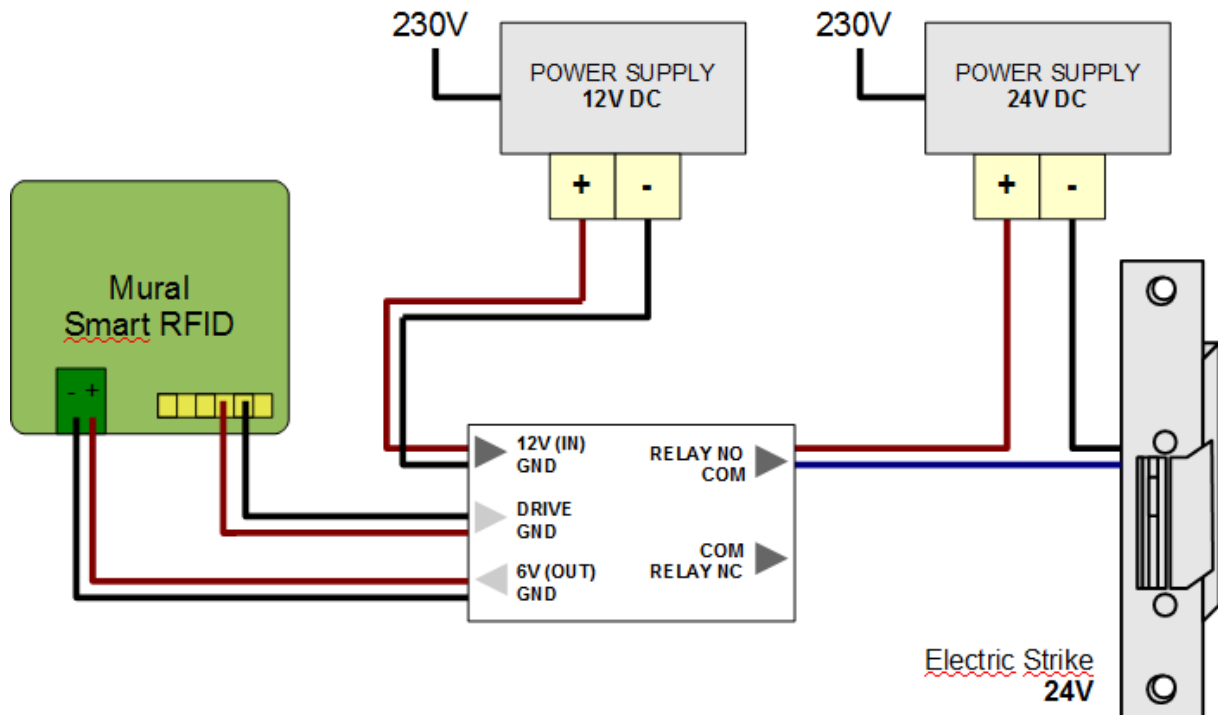 230V
POWER SUPPLY
12V DC
+ -
230V
POWER SUPPLY
24V DC
+ -
Mural
Smart RFID
- +
12V (IN)
GND
DRIVE
GND
6V (OUT)
GND
RELAY NO
COM
COM
RELAY NC
Electric Strike
24V